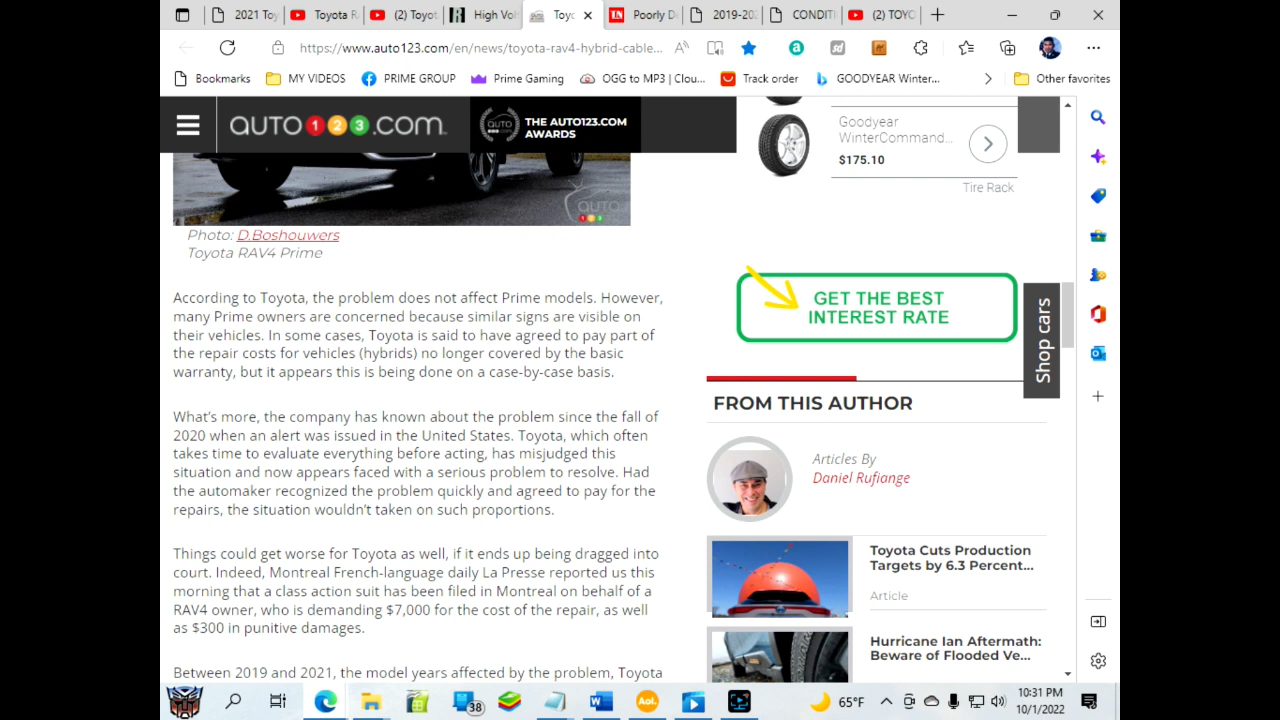 2021 Toy
Toyota R
(2) Toyot
High Vol
Toyc
Poorly D
2019-202
CONDITI
(2) TOYO
https://www.auto123.com/en/news/toyota-rav4-hybrid-cable...
Bookmarks
MY VIDEOS
PRIME GROUP
Prime Gaming
OGG to MP3 | Clou...
Track order
GOODYEAR Winter...
Other favorites
AUTO123.COM
THE AUTO123.COM
AWARDS
Goodyear
WinterCommand...
$175.10
Tire Rack
Photo: D.Boshouwers
Toyota RAV4 Prime
According to Toyota, the problem does not affect Prime models. However,
many Prime owners are concerned because similar signs are visible on
their vehicles. In some cases, Toyota is said to have agreed to pay part of
the repair costs for vehicles (hybrids) no longer covered by the basic
warranty, but it appears this is being done on a case-by-case basis.
What's more, the company has known about the problem since the fall of
2020 when an alert was issued in the United States. Toyota, which often
takes time to evaluate everything before acting, has misjudged this
situation and now appears faced with a serious problem to resolve. Had
the automaker recognized the problem quickly and agreed to pay for the
repairs, the situation wouldn't taken on such proportions.
Things could get worse for Toyota as well, if it ends up being dragged into
court. Indeed, Montreal French-language daily La Presse reported us this
morning that a class action suit has been filed in Montreal on behalf of a
RAV4 owner, who is demanding $7,000 for the cost of the repair, as well
as $300 in punitive damages.
Between 2019 and 2021, the model years affected by the problem, Toyota
GET THE BEST
INTEREST RATE
Shop cars
FROM THIS AUTHOR
Articles By
Daniel Rufiange
Toyota Cuts Production
Targets by 6.3 Percent...
Article
Hurricane Ian Aftermath:
Beware of Flooded Ve...
38
Aol.
65°F
10:31 PM
10/1/2022